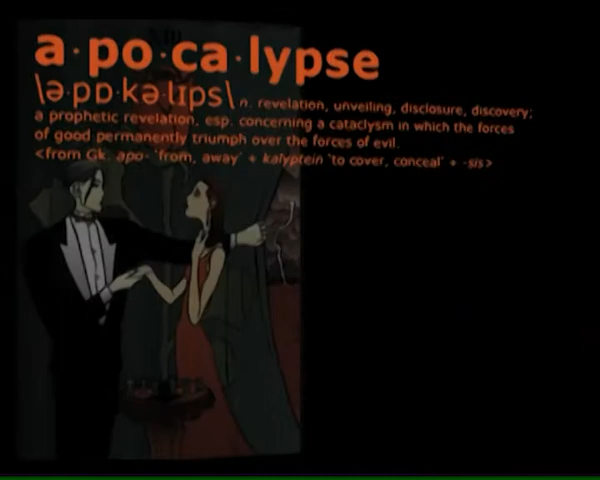 a·po·ca·lypse
\ə·pɒ·kə·lɪps\ n. revelation, unveiling, disclosure, discovery;
a prophetic revelation, esp. concerning a cataclysm in which the forces
of good permanently triumph over the forces of evil.
<from Gk. apo- 'from, away' + kalyptein 'to cover, conceal' + -sis>